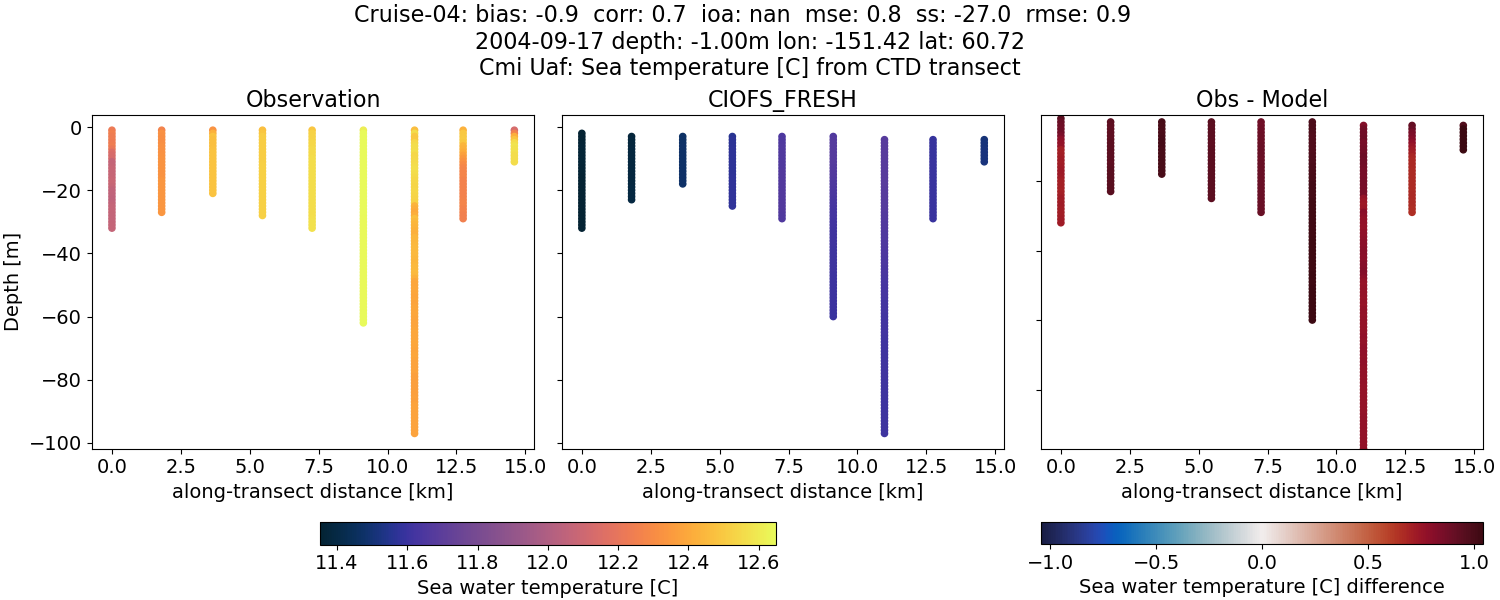 Cruise-04: bias: -0.9  corr: 0.7  ioa: nan  mse: 0.8  ss: -27.0  rmse: 0.9
2004-09-17 depth: -1.00m lon: -151.42 lat: 60.72
Cmi Uaf: Sea temperature [C] from CTD transect
Observation
CIOFS_FRESH
Obs - Model
Depth [m]
0
−20
−40
−60
−80
−100
0.0 2.5 5.0 7.5 10.0 12.5 15.0
along-transect distance [km]
0.0 2.5 5.0 7.5 10.0 12.5 15.0
along-transect distance [km]
0.0 2.5 5.0 7.5 10.0 12.5 15.0
along-transect distance [km]
11.4 11.6 11.8 12.0 12.2 12.4 12.6
Sea water temperature [C]
−1.0 −0.5 0.0 0.5 1.0
Sea water temperature [C] difference